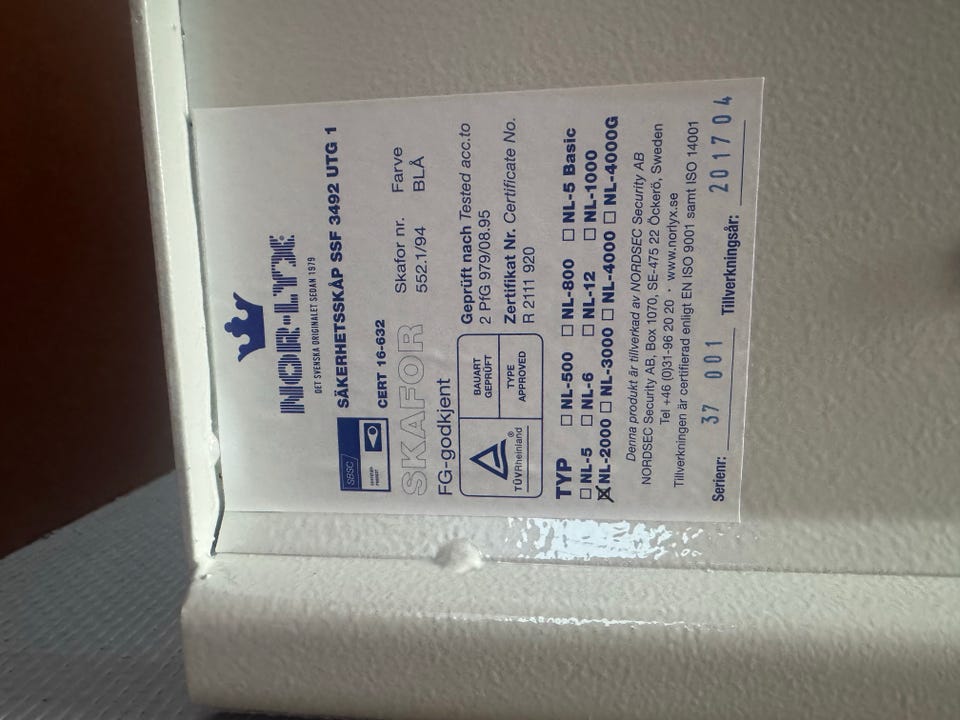 NOR-LYX
DET SVENSKA ORIGINALET SEDAN 1979
SÄKERHETSSKÅP SSF 3492 UTG 1
SBSC
CERT 16-632
SKAFOR
Skafor nr. Farve
552.1/94 BLÅ
FG-godkjent
TÜVRheinland®
BAUART
GEPRÜFT
TYPE
APPROVED
Geprüft nach Tested acc.to
2 PfG 979/08.95
Zertifikat Nr. Certificate No.
R 2111 920
TYP ☐ NL-500 ☐ NL-800 ☐ NL-5 Basic
☐ NL-5 ☐ NL-6 ☐ NL-12 ☐ NL-1000
☒ NL-2000 ☐ NL-3000 ☐ NL-4000 ☐ NL-4000G
Denna produkt är tillverkad av NORDSEC Security AB
NORDSEC Security AB, Box 1070, SE-475 22 Öckerö, Sweden
Tel +46 (0)31-96 20 20 · www.norlyx.se
Tillverkningen är certifierad enligt EN ISO 9001 samt ISO 14001
Serienr: 37 001 Tillverkningsår: 201704